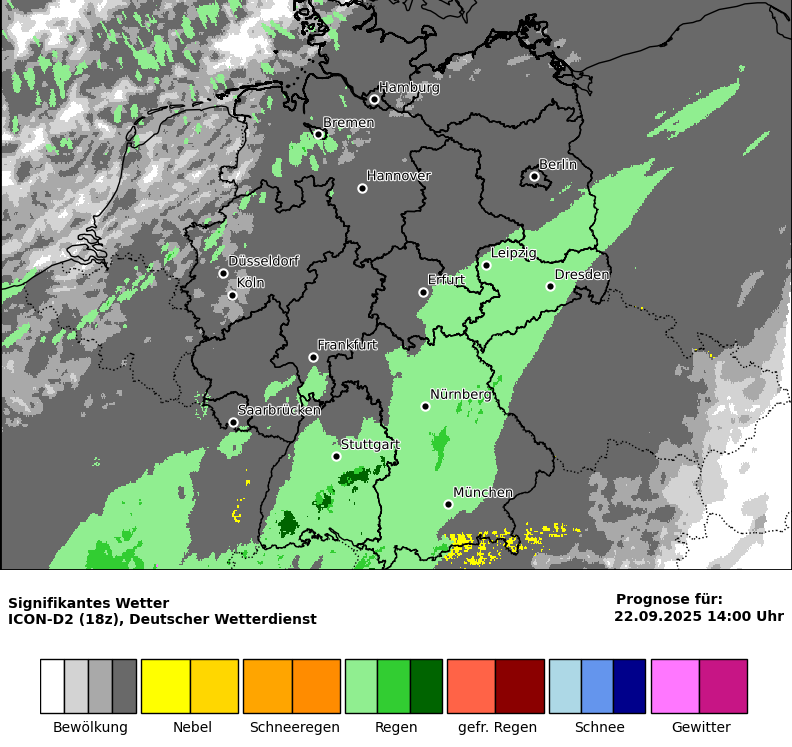 Hamburg
Bremen
Berlin
Hannover
Leipzig
Düsseldorf
Dresden
Köln
Erfurt
Frankfurt
Nürnberg
Saarbrücken
Stuttgart
München
Signifikantes Wetter
ICON-D2 (18z), Deutscher Wetterdienst
Prognose für:
22.09.2025 14:00 Uhr
Bewölkung
Nebel
Schneeregen
Regen
gefr. Regen
Schnee
Gewitter